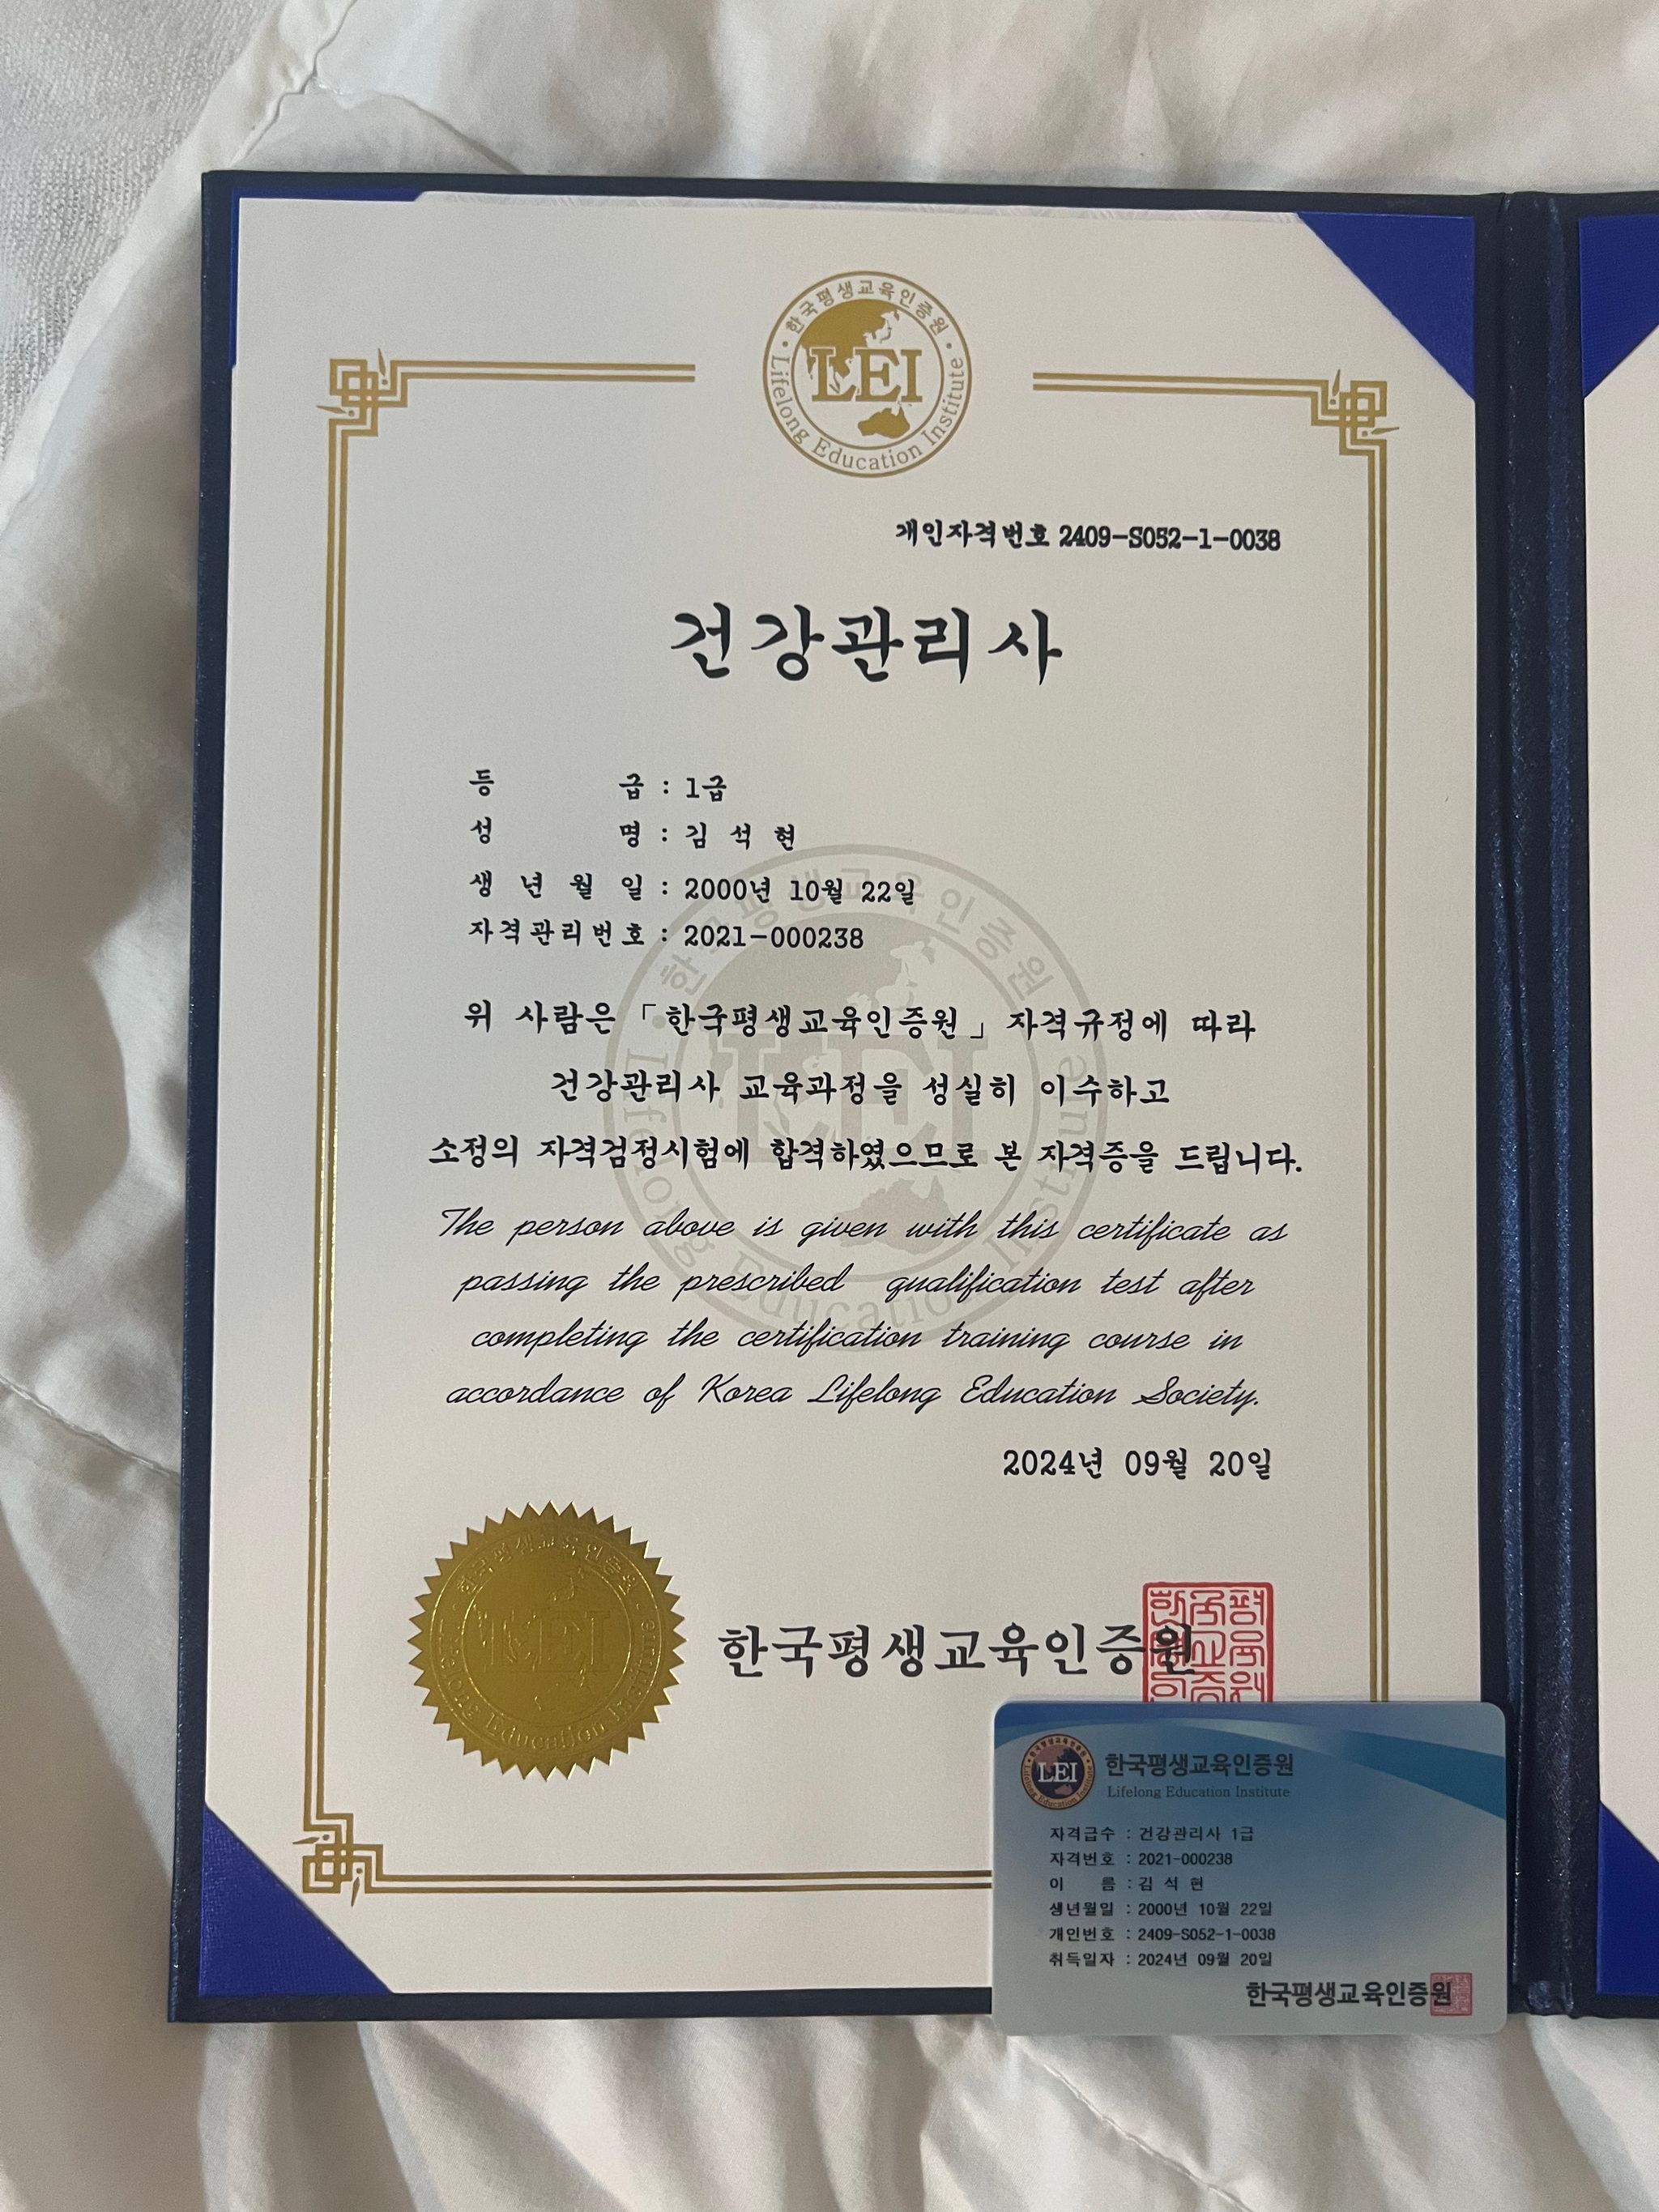 한국평생교육인증원
LEI
Lifelong Education Institute
개인자격번호 2409-S052-1-0038
건강관리사
등 급 : 1급
성 명 : 김 석 현
생 년 월 일 : 2000년 10월 22일
자격관리번호 : 2021-000238
위 사람은 「한국평생교육인증원」 자격규정에 따라
건강관리사 교육과정을 성실히 이수하고
소정의 자격검정시험에 합격하였으므로 본 자격증을 드립니다.
The person above is given with this certificate as
passing the prescribed qualification test after
completing the certification training course in
accordance of Korea Lifelong Education Society.
2024년 09월 20일
한국평생교육인증원
LEI
Education
한국평생교육인증원
LEI
한국평생교육인증원
Lifelong Education Institute
자격급수 : 건강관리사 1급
자격번호 : 2021-000238
이 름 : 김 석 현
생년월일 : 2000년 10월 22일
개인번호 : 2409-S052-1-0038
취득일자 : 2024년 09월 20일
한국평생교육인증원